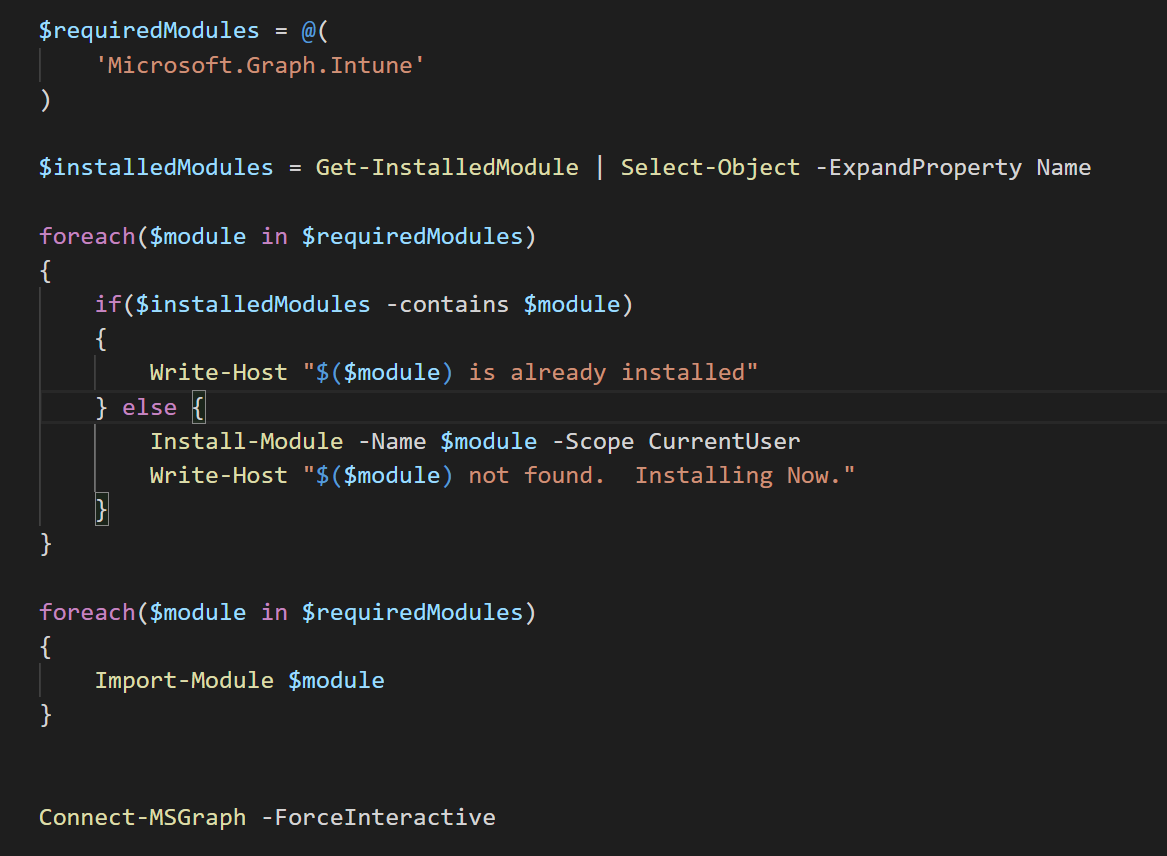 $requiredModules = @(
    'Microsoft.Graph.Intune'
)

$installedModules = Get-InstalledModule | Select-Object -ExpandProperty Name

foreach($module in $requiredModules)
{
    if($installedModules -contains $module)
    {
        Write-Host "$($module) is already installed"
    } else {
        Install-Module -Name $module -Scope CurrentUser
        Write-Host "$($module) not found.  Installing Now."
    }
}

foreach($module in $requiredModules)
{
    Import-Module $module
}


Connect-MSGraph -ForceInteractive